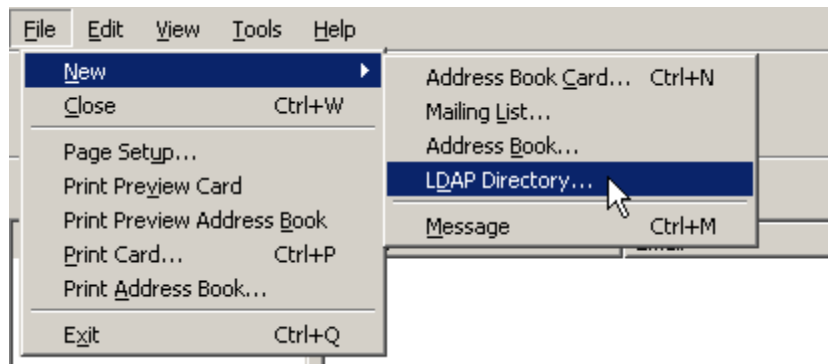 File Edit View Tools Help
New
Close Ctrl+W
Page Setup...
Print Preview Card
Print Preview Address Book
Print Card... Ctrl+P
Print Address Book...
Exit Ctrl+Q
Address Book Card... Ctrl+N
Mailing List...
Address Book...
LDAP Directory...
Message Ctrl+M